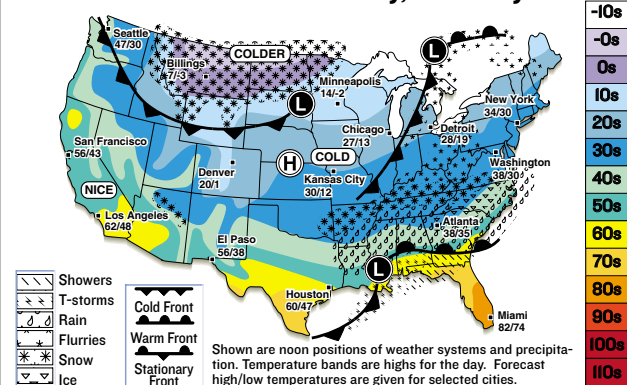 Seattle
47/30
Billings
7/-3
COLDER
L
L
Minneapolis
14/-2
New York
34/30
Chicago
27/13
Detroit
28/19
San Francisco
56/43
Denver
20/1
H
COLD
Kansas City
30/12
Washington
38/30
NICE
Los Angeles
62/48
El Paso
56/38
Atlanta
38/35
L
Houston
60/47
Miami
82/74
Showers
T-storms
Rain
Flurries
Snow
Ice
Cold Front
Warm Front
Stationary
Front
Shown are noon positions of weather systems and precipita-
tion. Temperature bands are highs for the day. Forecast
high/low temperatures are given for selected cities.
-10s
-0s
0s
10s
20s
30s
40s
50s
60s
70s
80s
90s
100s
110s